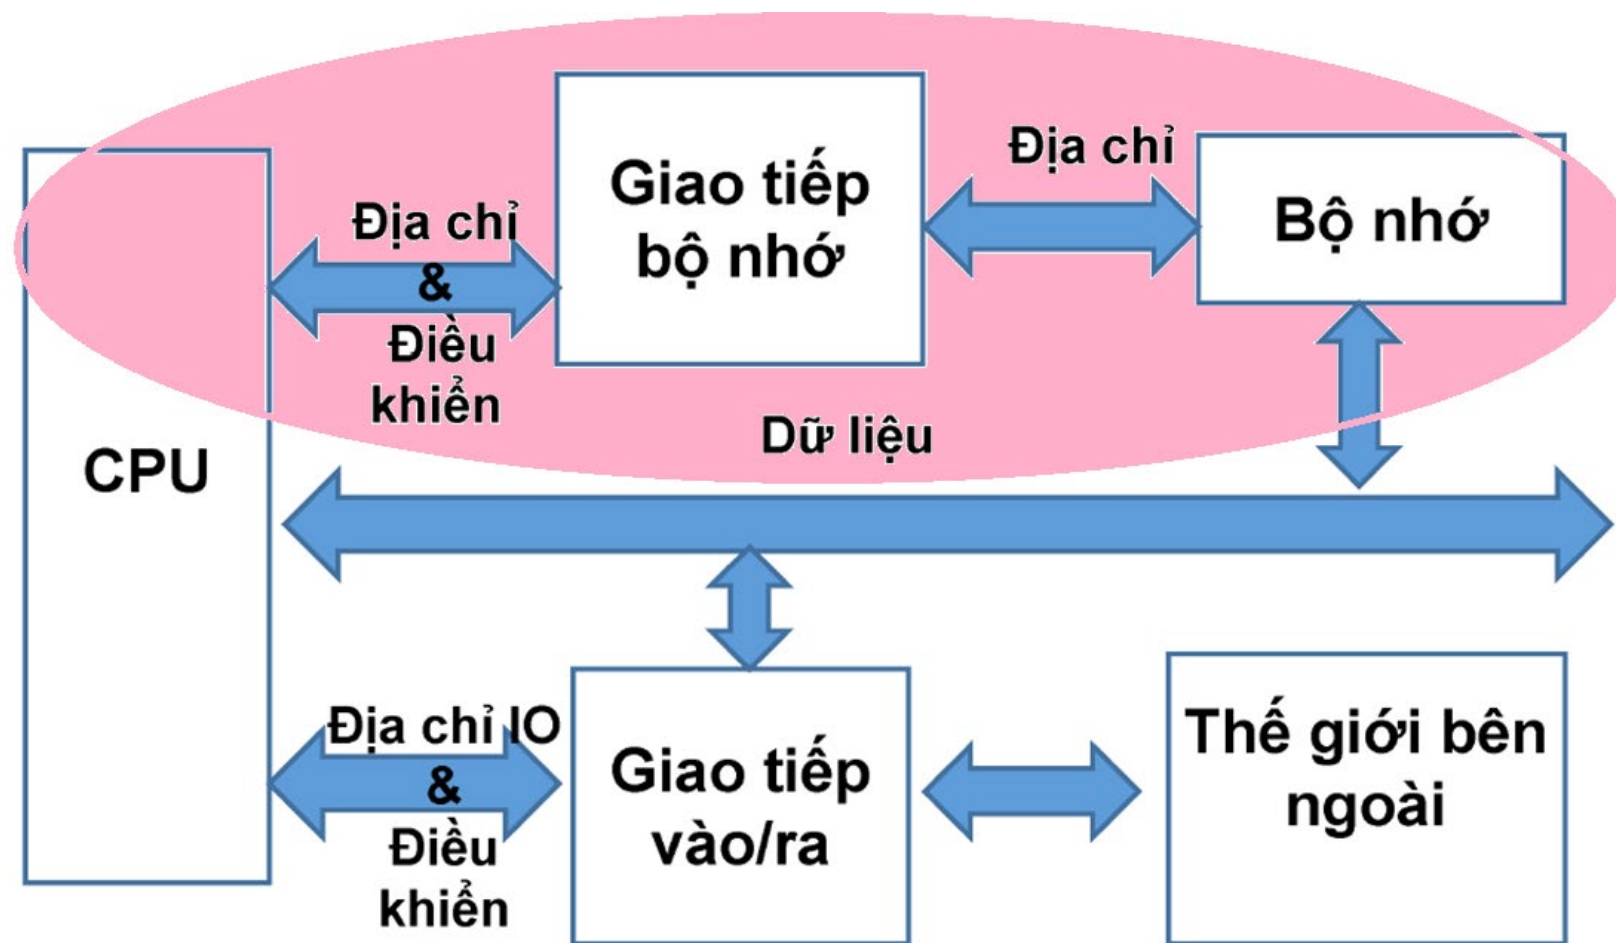 Địa chỉ
Giao tiếp
bộ nhớ
Bộ nhớ
Địa chỉ
&
Điều
khiển
Dữ liệu
CPU
Địa chỉ IO
&
Điều
khiển
Giao tiếp
vào/ra
Thế giới bên
ngoài